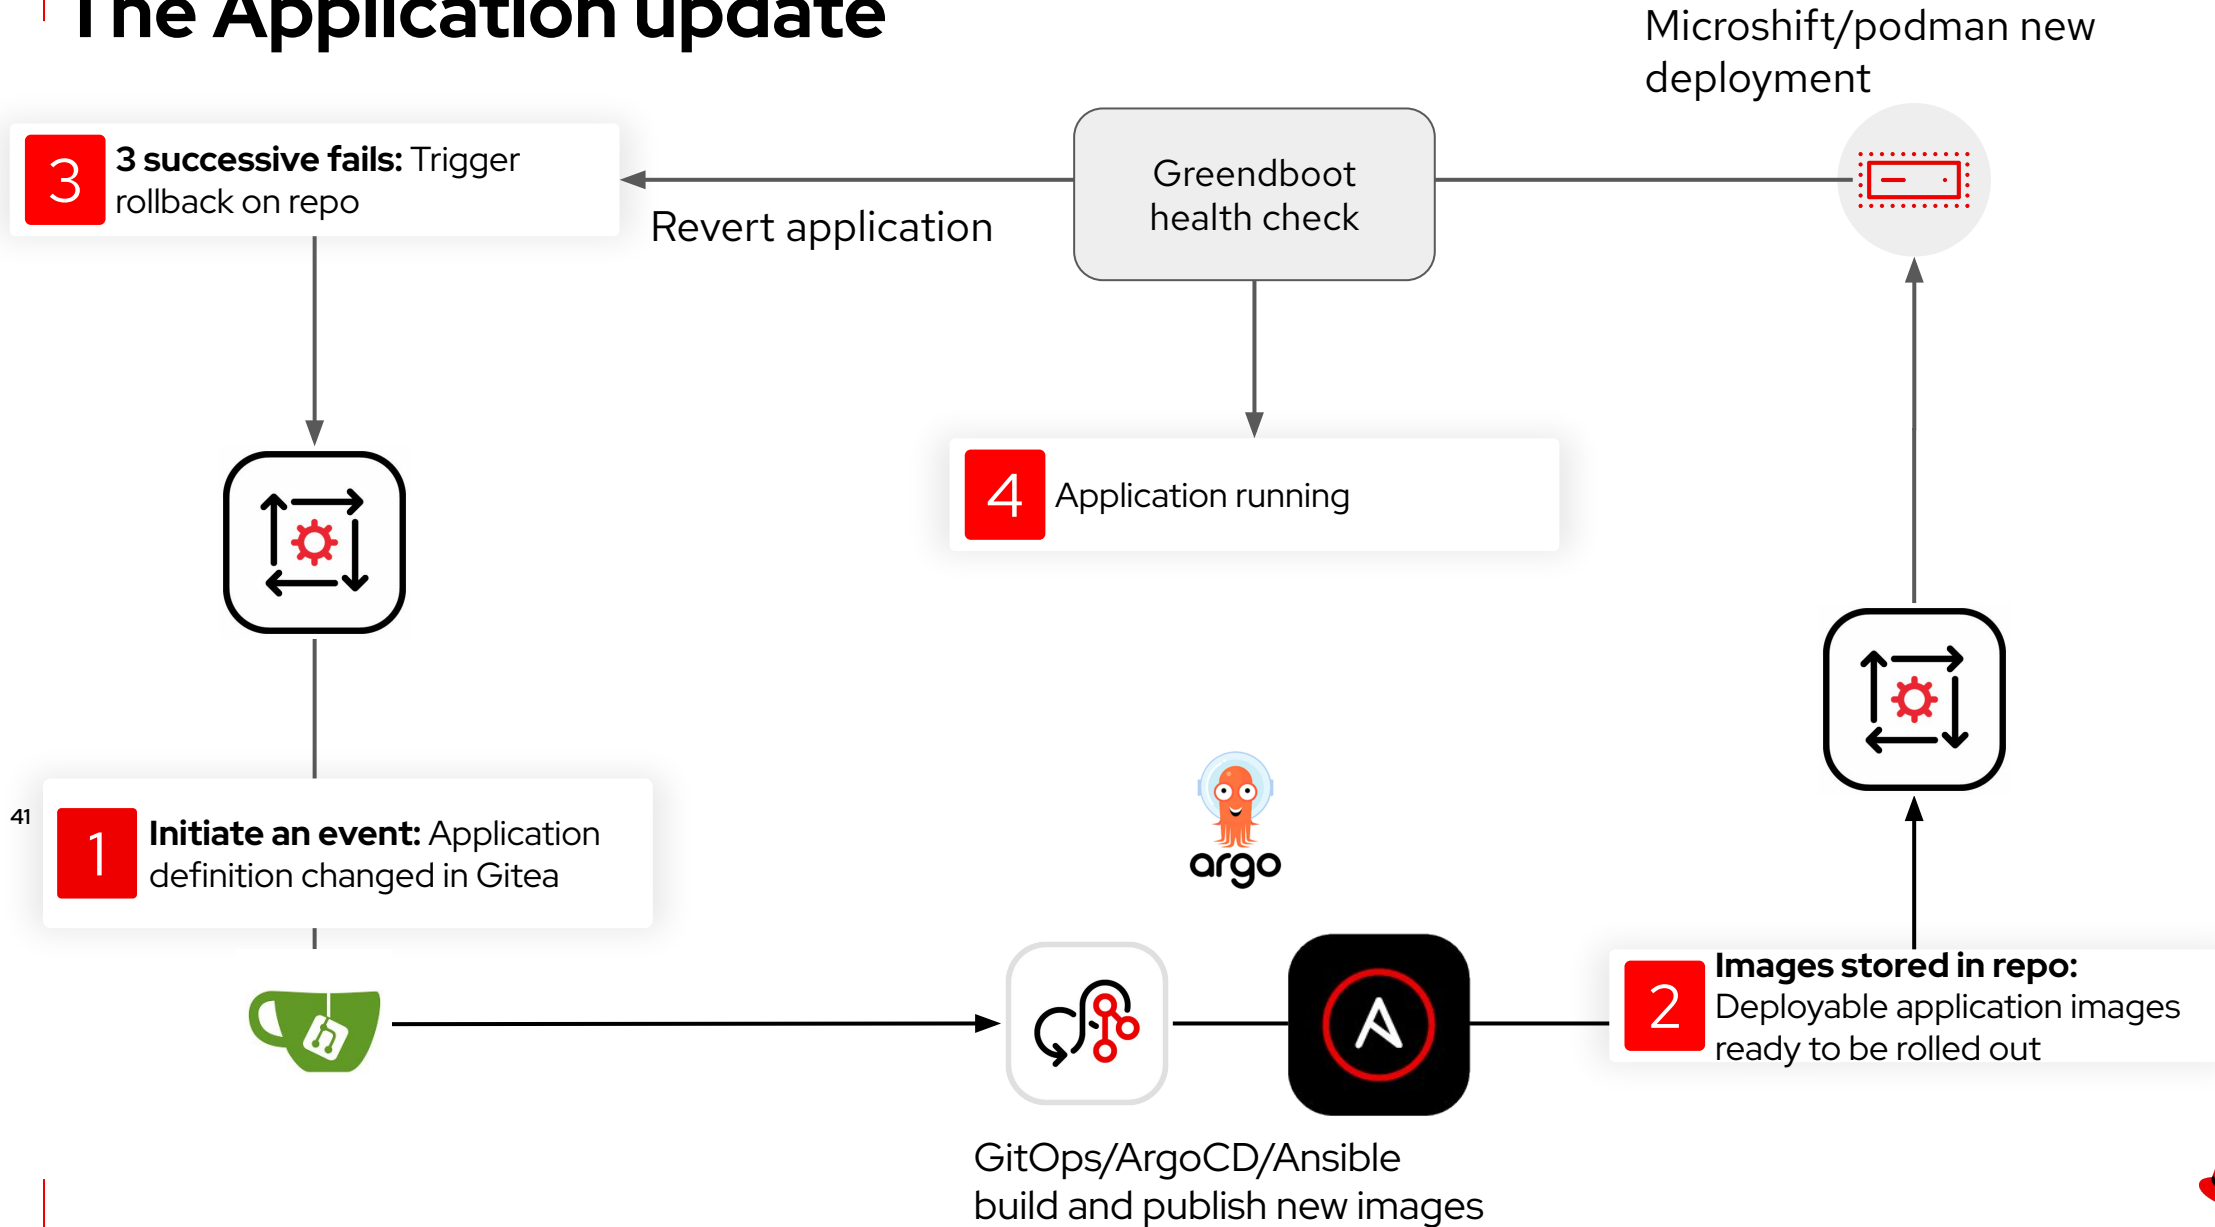 The Application update
Microshift/podman new
deployment
3
3 successive fails: Trigger
rollback on repo
Revert application
Greendboot
health check
4
Application running
41
1
Initiate an event: Application
definition changed in Gitea
argo
2
Images stored in repo:
Deployable application images
ready to be rolled out
GitOps/ArgoCD/Ansible
build and publish new images